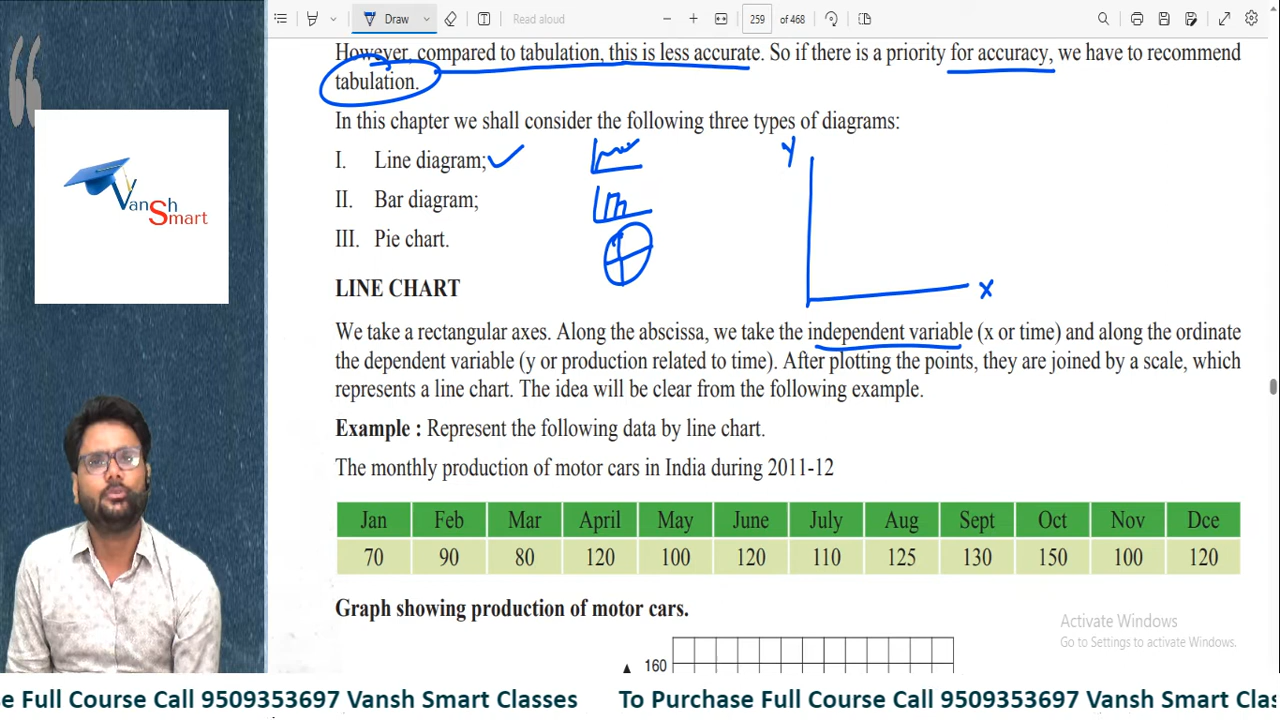 Draw
Read aloud
259 of 468
However, compared to tabulation, this is less accurate. So if there is a priority for accuracy, we have to recommend
tabulation.
In this chapter we shall consider the following three types of diagrams:
I. Line diagram;
II. Bar diagram;
III. Pie chart.
y
x
VanSh
Smart
LINE CHART
We take a rectangular axes. Along the abscissa, we take the independent variable (x or time) and along the ordinate
the dependent variable (y or production related to time). After plotting the points, they are joined by a scale, which
represents a line chart. The idea will be clear from the following example.
Example : Represent the following data by line chart.
The monthly production of motor cars in India during 2011-12
Jan Feb Mar April May June July Aug Sept Oct Nov Dce
70 90 80 120 100 120 110 125 130 150 100 120
Graph showing production of motor cars.
160
Activate Windows
Go to Settings to activate Windows.
e Full Course Call 9509353697 Vansh Smart Classes To Purchase Full Course Call 9509353697 Vansh Smart Clas